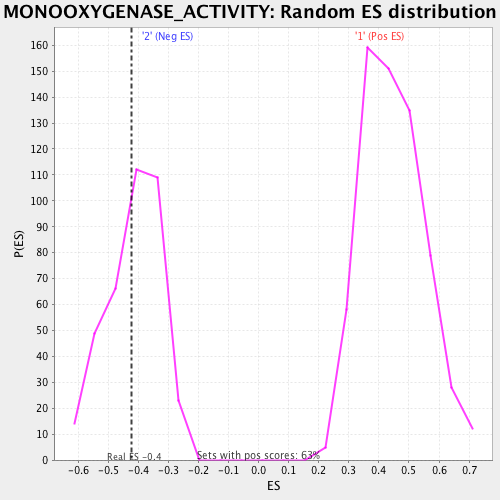 MONOOXYGENASE_ACTIVITY: Random ES distribution
'2' (Neg ES)
'1' (Pos ES)
160
150
140
130
120
110
100
90
80
70
60
50
40
30
20
10
0
P(ES)
Real ES -0.4
Sets with pos scores: 63%
-0.6 -0.5 -0.4 -0.3 -0.2 -0.1 0.0 0.1 0.2 0.3 0.4 0.5 0.6 0.7
ES